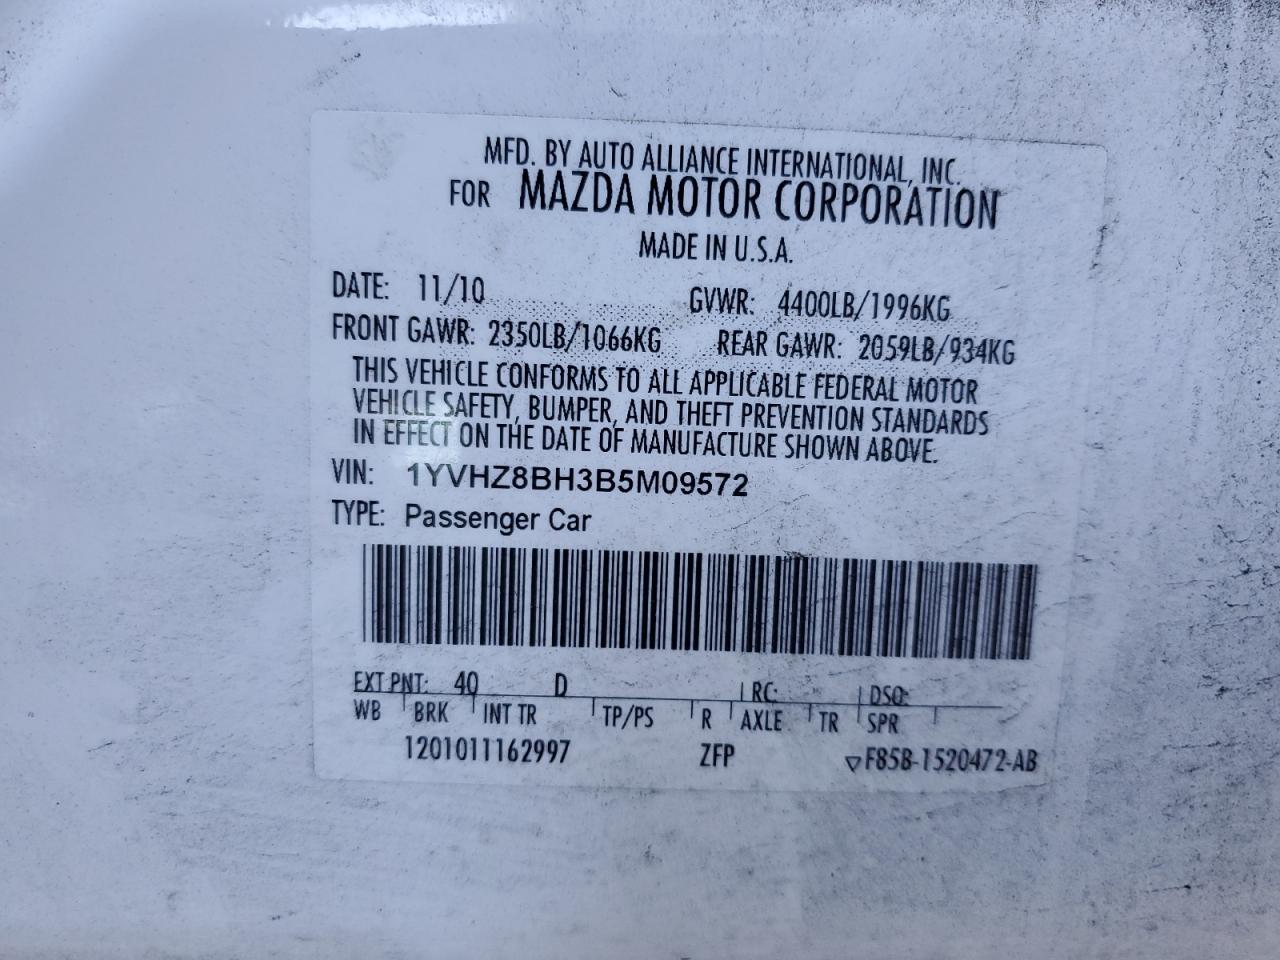 MFD. BY AUTO ALLIANCE INTERNATIONAL, INC.
FOR MAZDA MOTOR CORPORATION
MADE IN U.S.A.
DATE: 11/10 GVWR: 4400LB/1996KG
FRONT GAWR: 2350LB/1066KG REAR GAWR: 2059LB/934KG
THIS VEHICLE CONFORMS TO ALL APPLICABLE FEDERAL MOTOR
VEHICLE SAFETY, BUMPER, AND THEFT PREVENTION STANDARDS
IN EFFECT ON THE DATE OF MANUFACTURE SHOWN ABOVE.
VIN: 1YVHZ8BH3B5M09572
TYPE: Passenger Car
EXT PNT: 40 D RC: DSO:
WB BRK INT TR TP/PS R AXLE TR SPR
1201011162997 ZFP ▽F85B-1520472-AB